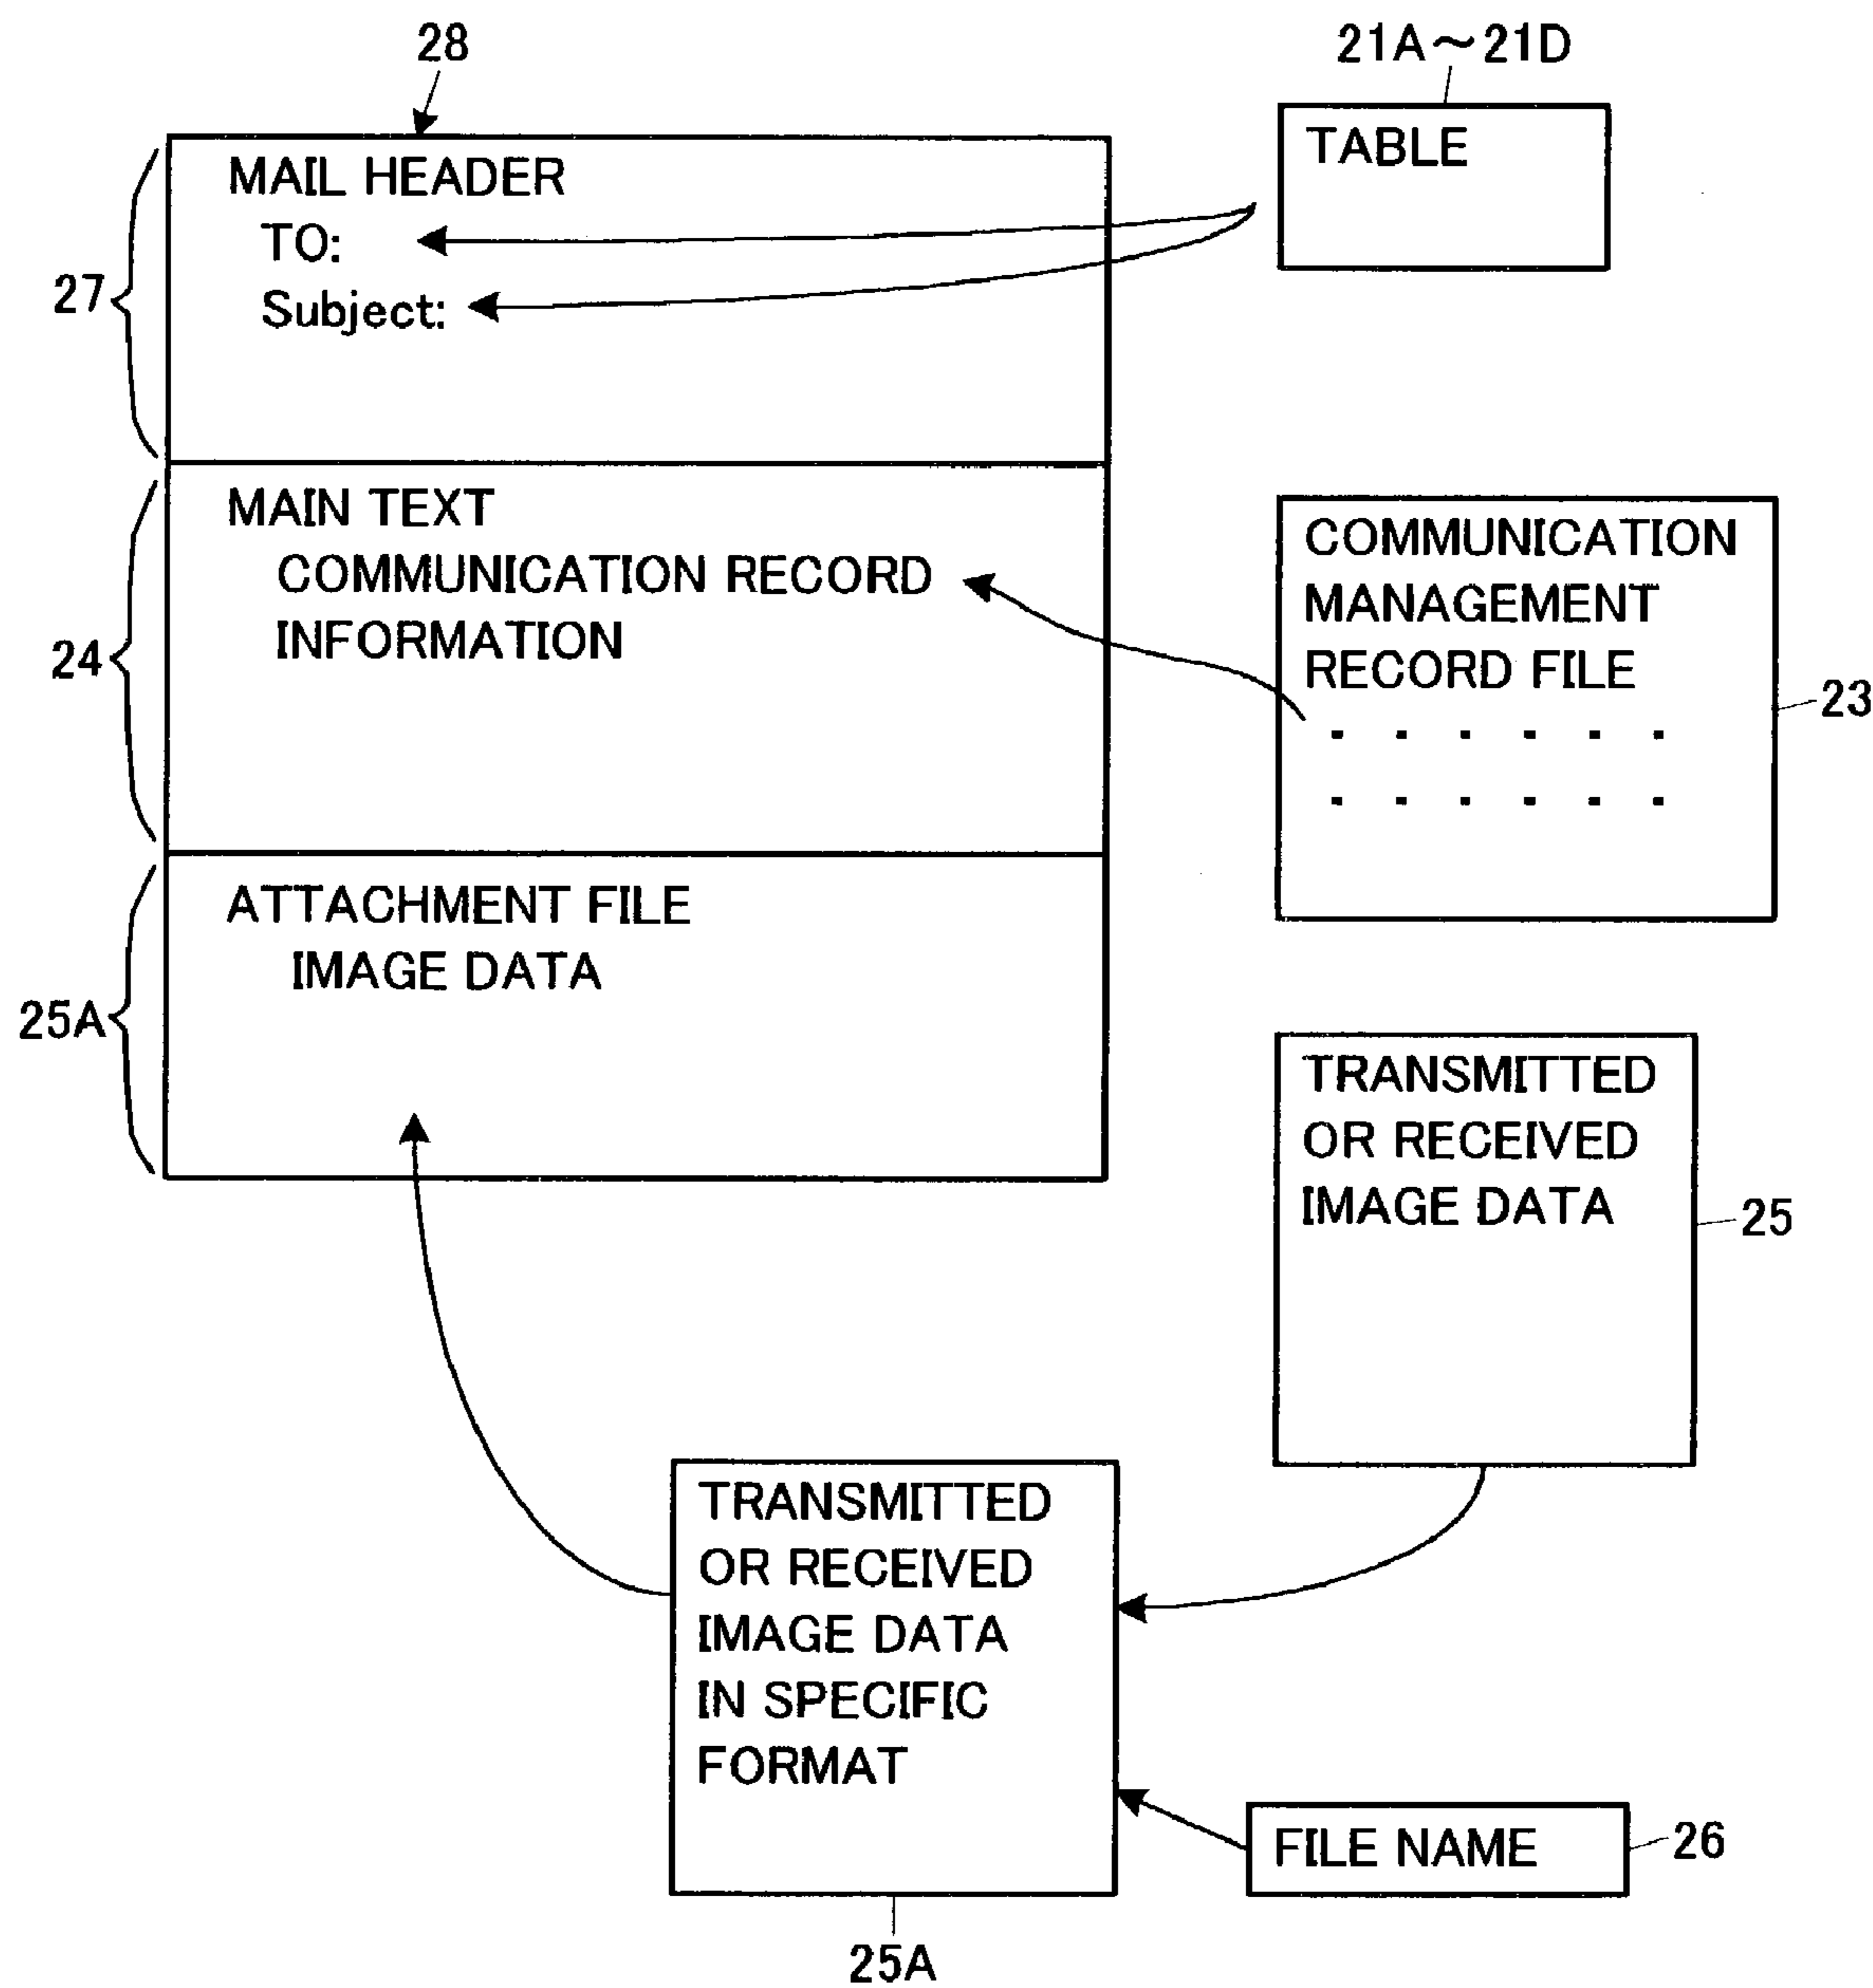 28
21A～21D
TABLE
MAIL HEADER
TO:
Subject:
27
MAIN TEXT
COMMUNICATION RECORD
INFORMATION
24
COMMUNICATION
MANAGEMENT
RECORD FILE
. . . . . .
. . . . . .
23
ATTACHMENT FILE
IMAGE DATA
25A
TRANSMITTED
OR RECEIVED
IMAGE DATA
25
TRANSMITTED
OR RECEIVED
IMAGE DATA
IN SPECIFIC
FORMAT
25A
FILE NAME
26